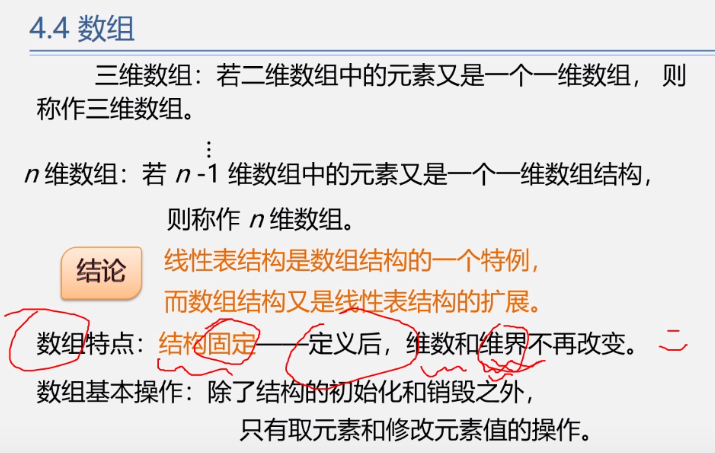 4.4 数组
三维数组：若二维数组中的元素又是一个一维数组， 则
称作三维数组。
⋮
n 维数组：若 n -1 维数组中的元素又是一个一维数组结构，
则称作 n 维数组。
结论
线性表结构是数组结构的一个特例，
而数组结构又是线性表结构的扩展。
数组特点：结构固定——定义后，维数和维界不再改变。 二
数组基本操作：除了结构的初始化和销毁之外，
只有取元素和修改元素值的操作。